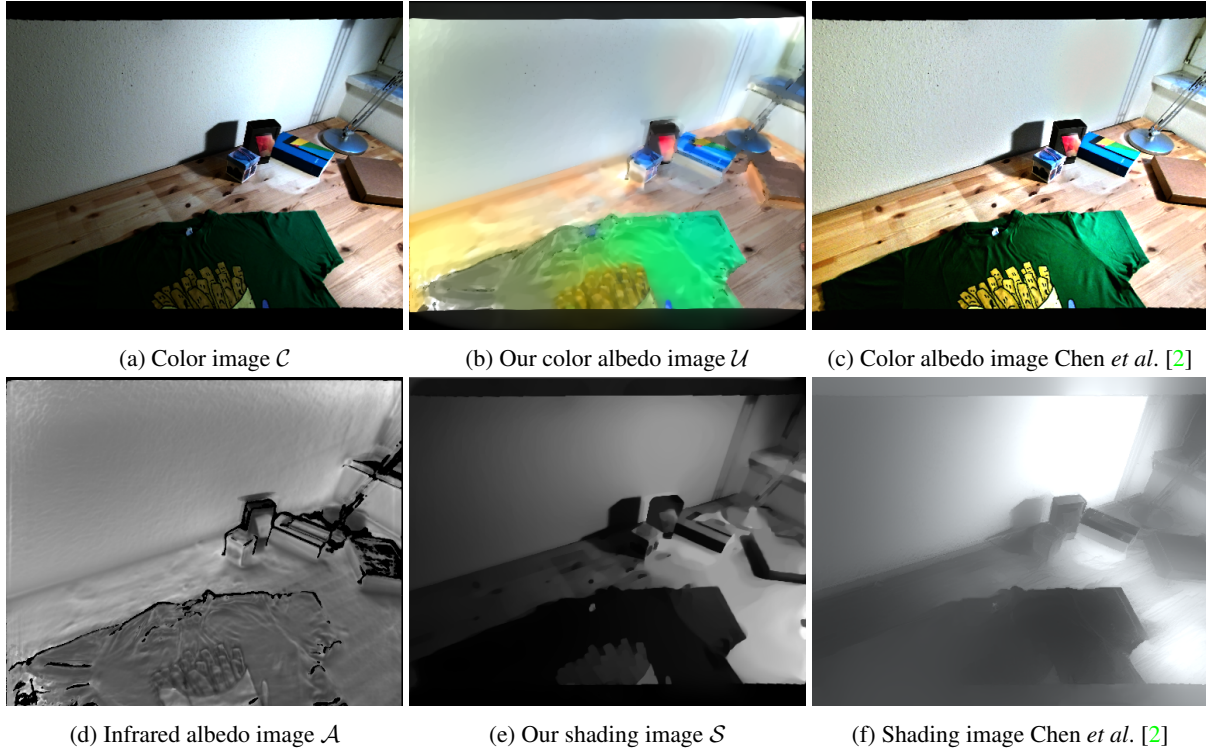 (a) Color image C
(b) Our color albedo image U
(c) Color albedo image Chen et al. [2]
(d) Infrared albedo image A
(e) Our shading image S
(f) Shading image Chen et al. [2]